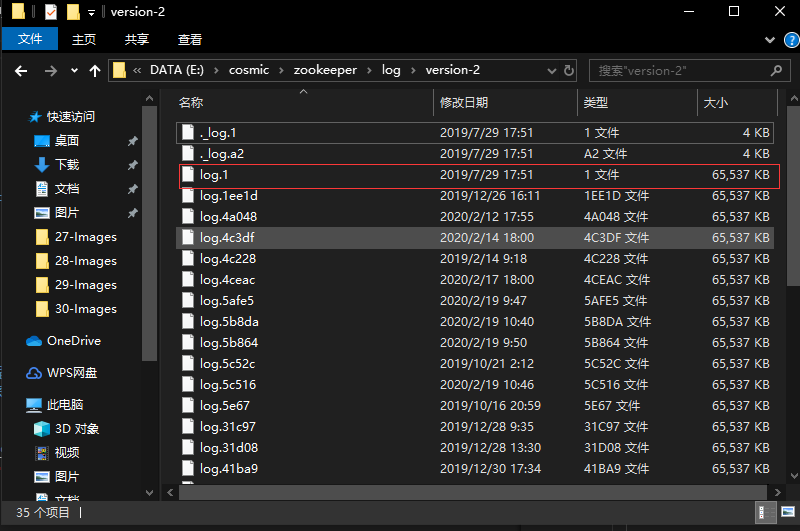 version-2
文件 主页 共享 查看
« DATA (E:) › cosmic › zookeeper › log › version-2 搜索"version-2"
快速访问
桌面
下载
文档
图片
27-Images
28-Images
29-Images
30-Images
OneDrive
WPS网盘
此电脑
3D 对象
视频
图片
文档
名称 修改日期 类型 大小
._log.1 2019/7/29 17:51 1 文件 4 KB
._log.a2 2019/7/29 17:51 A2 文件 4 KB
log.1 2019/7/29 17:51 1 文件 65,537 KB
log.1ee1d 2019/12/26 16:11 1EE1D 文件 65,537 KB
log.4a048 2020/2/12 17:55 4A048 文件 65,537 KB
log.4c3df 2020/2/14 18:00 4C3DF 文件 65,537 KB
log.4c228 2019/2/14 9:18 4C228 文件 65,537 KB
log.4ceac 2020/2/17 18:00 4CEAC 文件 65,537 KB
log.5afe5 2020/2/19 9:47 5AFE5 文件 65,537 KB
log.5b8da 2020/2/19 10:40 5B8DA 文件 65,537 KB
log.5b864 2020/2/19 9:50 5B864 文件 65,537 KB
log.5c52c 2019/10/21 2:12 5C52C 文件 65,537 KB
log.5c516 2020/2/19 10:46 5C516 文件 65,537 KB
log.5e67 2019/10/16 20:59 5E67 文件 65,537 KB
log.31c97 2019/12/28 9:35 31C97 文件 65,537 KB
log.31d08 2019/12/28 13:30 31D08 文件 65,537 KB
log.41ba9 2019/12/30 17:34 41BA9 文件 65,537 KB
35 个项目